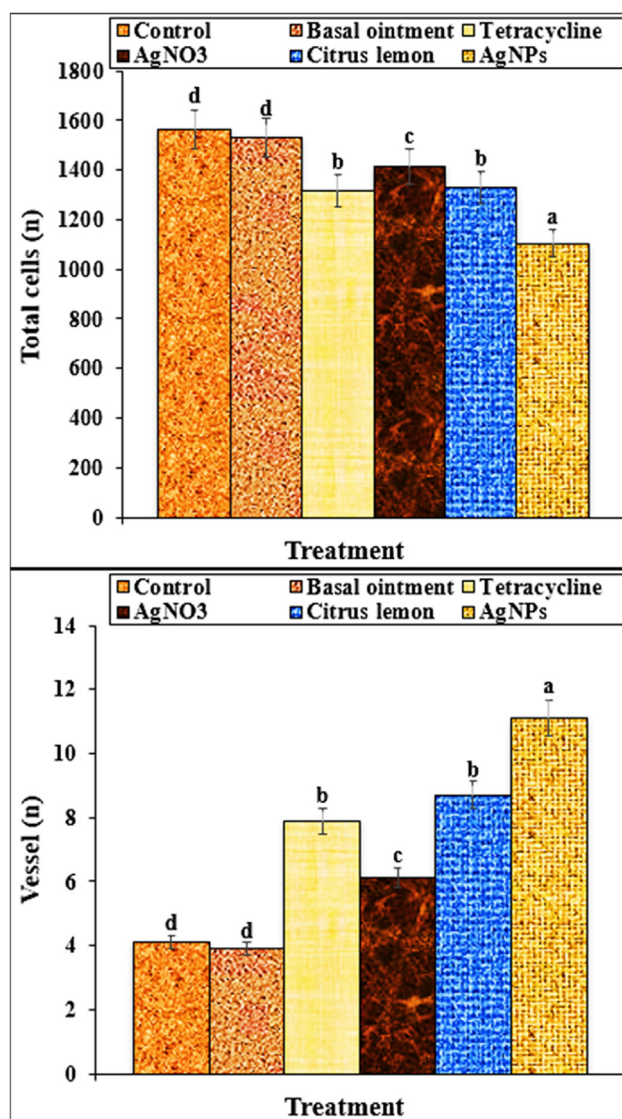 Control Basal ointment Tetracycline
AgNO3 Citrus lemon AgNPs
1800
1600
1400
1200
1000
800
600
400
200
0
Total cells (n)
d d b c b a
Treatment
Control Basal ointment Tetracycline
AgNO3 Citrus lemon AgNPs
14
12
10
8
6
4
2
0
Vessel (n)
d d b c b a
Treatment